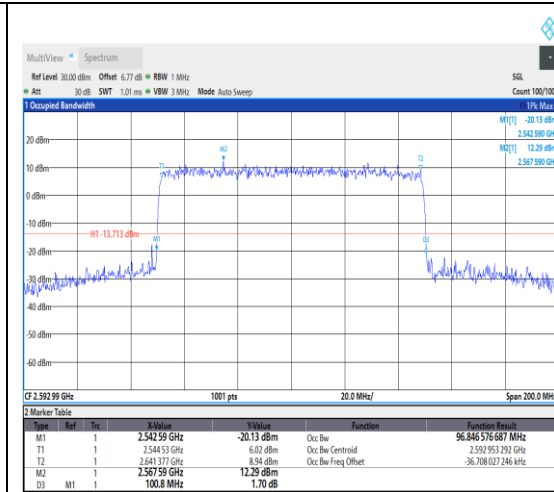 MultiView Spectrum
Ref Level 30.00 dBm Offset 6.77 dB RBW 1 MHz SGL
Att 30 dB SWT 1.01 ms VBW 3 MHz Mode Auto Sweep Count 100/100
1 Occupied Bandwidth 1Pk Max
M1[1] -20.13 dBm
2.542 590 GH
M2[1] 12.29 dBm
2.567 590 GH
20 dBm
10 dBm
0 dBm
-10 dBm
-20 dBm
-30 dBm
-40 dBm
-50 dBm
-60 dBm
T1
M2
T2
H1 -13.713 dBm
M1
D3
CF 2.592 99 GHz 1001 pts 20.0 MHz/ Span 200.0 MHz
2 Marker Table
Type Ref Trc X-Value Y-Value Function Function Result
M1 1 2.542 59 GHz -20.13 dBm Occ Bw 96.846 576 687 MHz
T1 1 2.544 53 GHz 6.02 dBm Occ Bw Centroid 2.592 953 292 GHz
T2 1 2.641 377 GHz 8.94 dBm Occ Bw Freq Offset -36.708 027 246 kHz
M2 1 2.567 59 GHz 12.29 dBm
D3 M1 1 100.8 MHz 1.70 dB